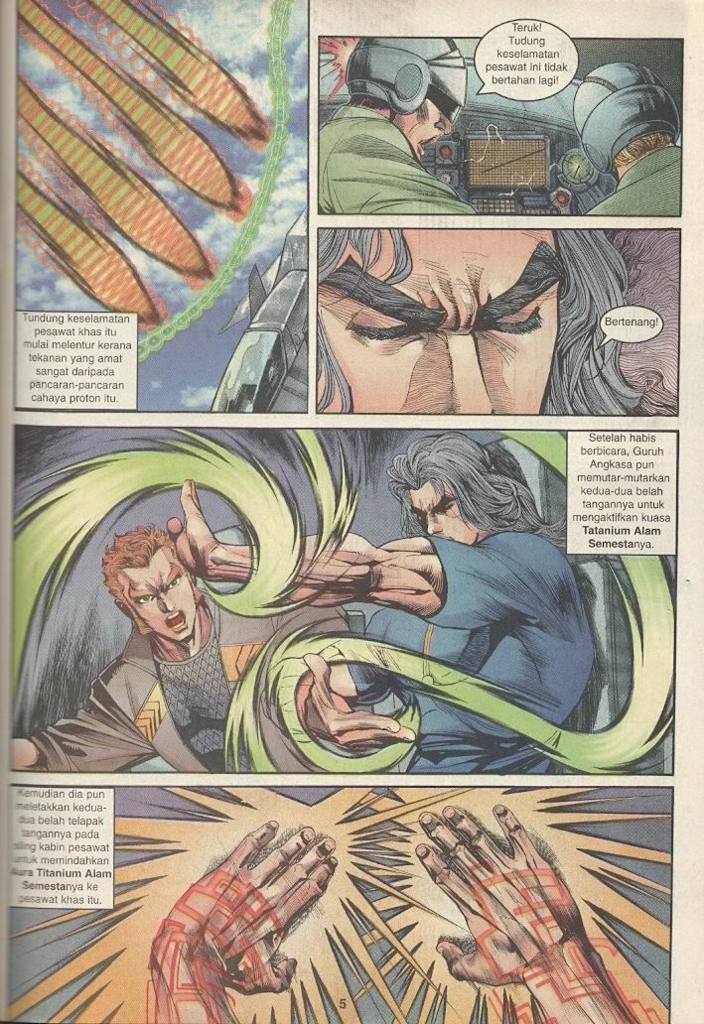 Tundung keselamatan
pesawat khas itu
mulai melentur kerana
tekanan yang amat
sangat daripada
pancaran-pancaran
cahaya proton itu.
Teruk!
Tudung
keselamatan
pesawat ini tidak
bertahan lagi!
Bertenang!
Setelah habis
berbicara, Guruh
Angkasa pun
memutar-mutarkan
kedua-dua belah
tangannya untuk
mengaktifkan kuasa
Tatanium Alam
Semestanya.
Kemudian dia pun
meletakkan kedua-
dua belah telapak
tangannya pada
pesawat kabin
untuk memindahkan
Aura Titanium Alam
Semestanya ke
pesawat khas itu.
5